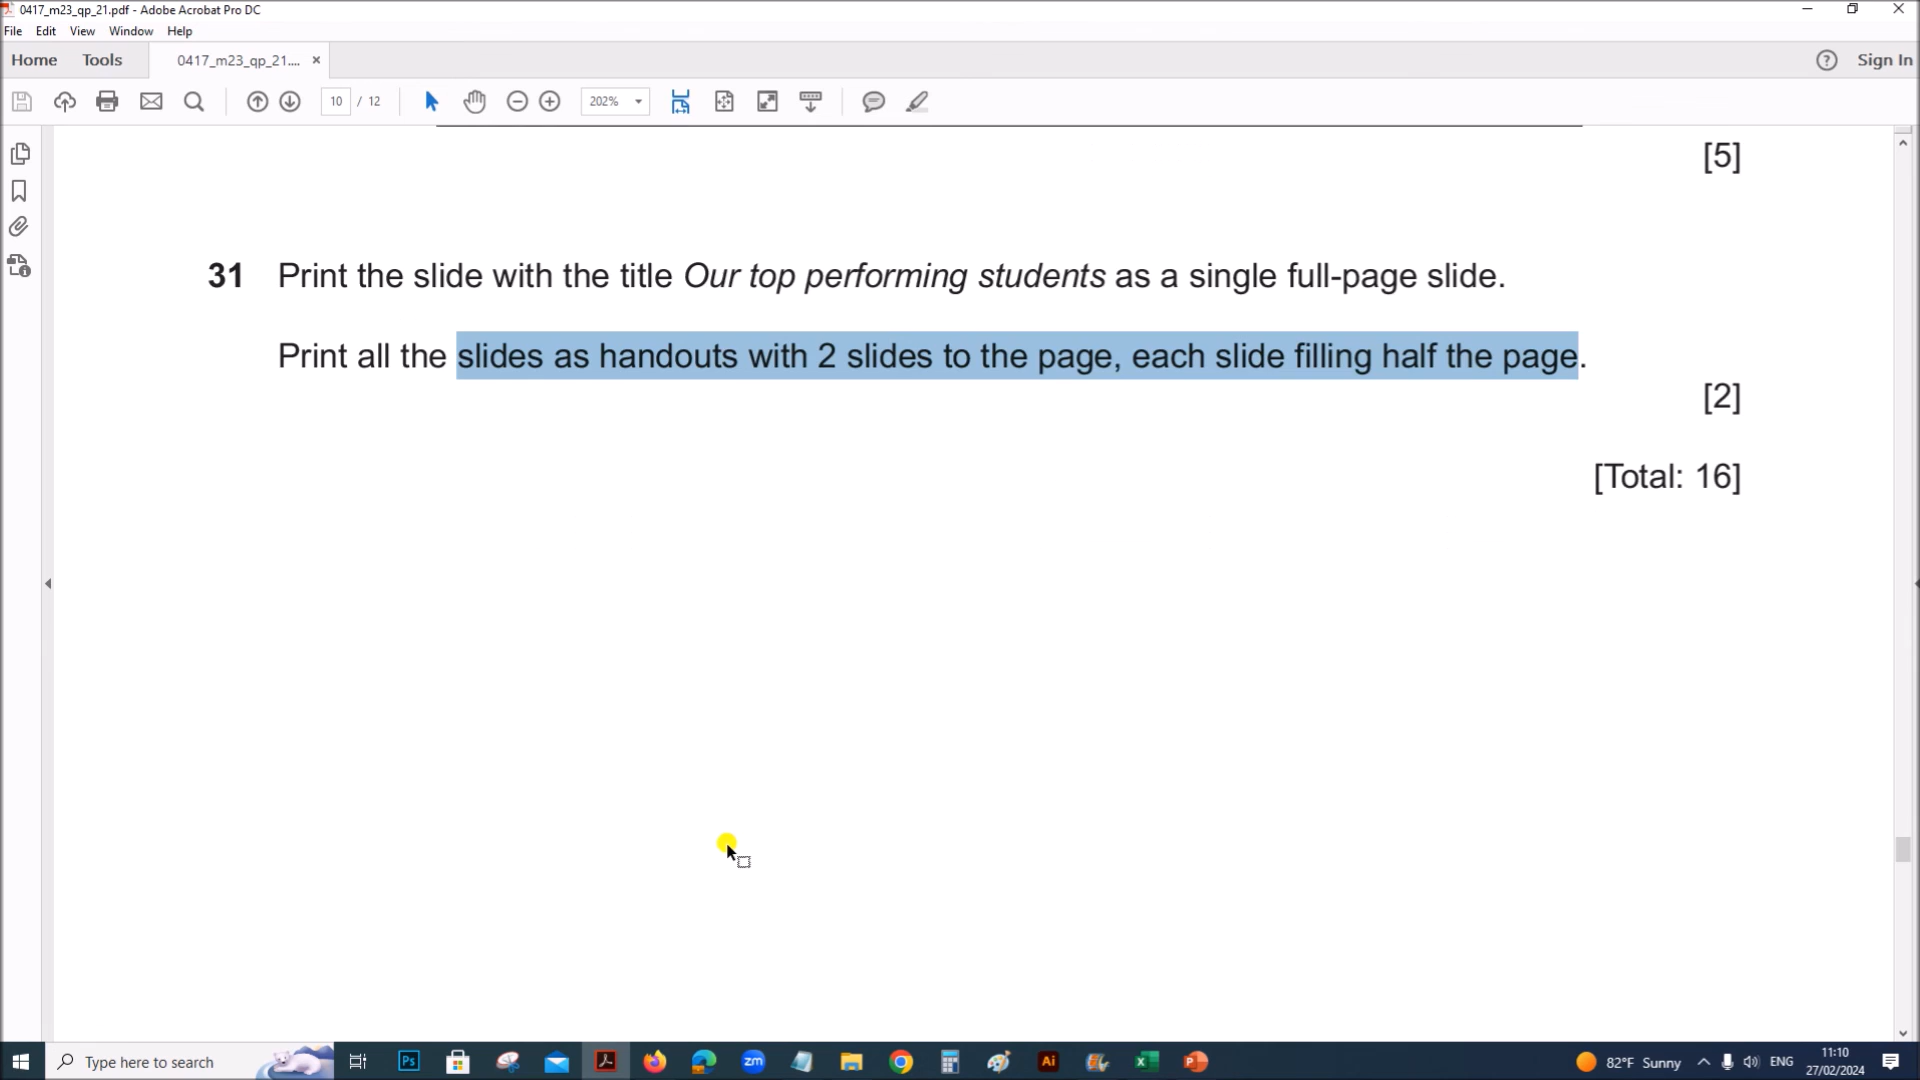 0417_m23_qp_21.pdf - Adobe Acrobat Pro DC
File Edit View Window Help
Home Tools 0417_m23_qp_21.... × Sign In
10 / 12 202%
[5]
31 Print the slide with the title Our top performing students as a single full-page slide.
Print all the slides as handouts with 2 slides to the page, each slide filling half the page.
[2]
[Total: 16]
Type here to search Ps zm Ai 82°F Sunny ENG 11:10
27/02/2024